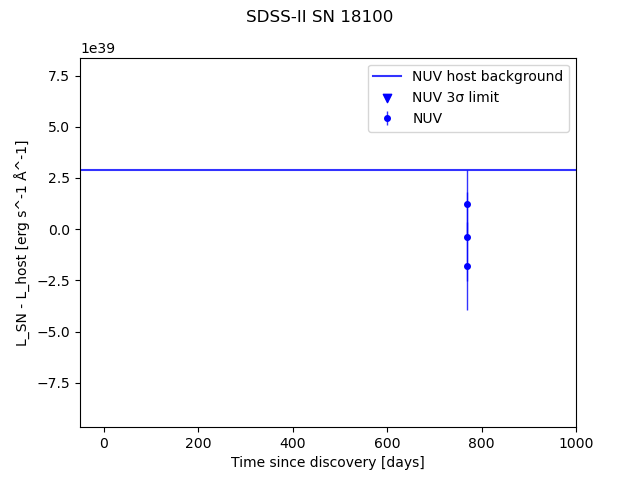 SDSS-II SN 18100
1e39
NUV host background
NUV 3σ limit
NUV
7.5
5.0
2.5
0.0
−2.5
−5.0
−7.5
L_SN - L_host [erg s^-1 Å^-1]
0
200
400
600
800
1000
Time since discovery [days]